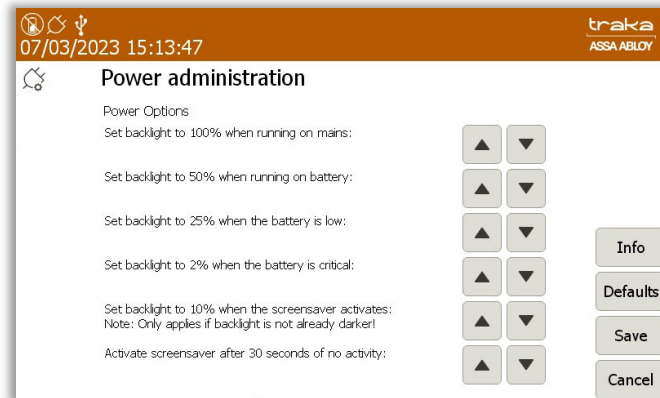 07/03/2023 15:13:47
traka
ASSA ABLOY
Power administration
Power Options
Set backlight to 100% when running on mains:
Set backlight to 50% when running on battery:
Set backlight to 25% when the battery is low:
Set backlight to 2% when the battery is critical:
Set backlight to 10% when the screensaver activates:
Note: Only applies if backlight is not already darker!
Activate screensaver after 30 seconds of no activity:
Info
Defaults
Save
Cancel